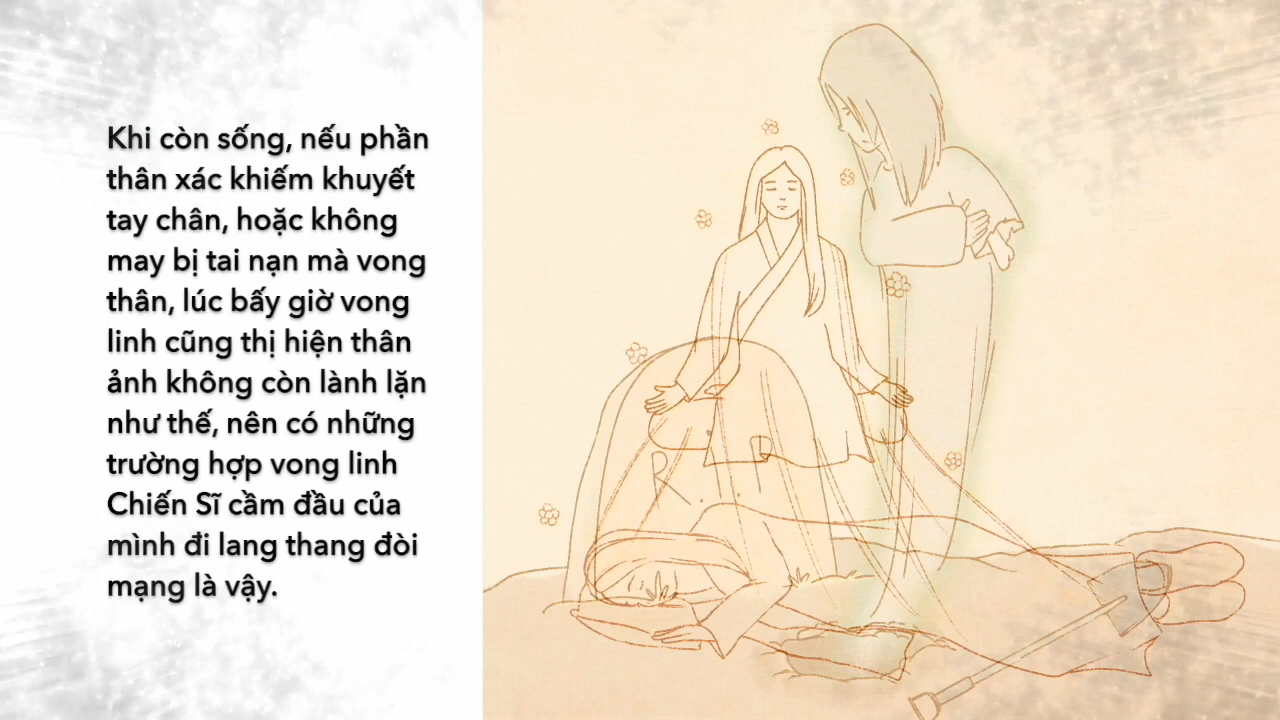 Khi còn sống, nếu phần
thân xác khiếm khuyết
tay chân, hoặc không
may bị tai nạn mà vong
thân, lúc bấy giờ vong
linh cũng thị hiện thân
ảnh không còn lành lặn
như thế, nên có những
trường hợp vong linh
Chiến Sĩ cầm đầu của
mình đi lang thang đòi
mạng là vậy.
R.I.P